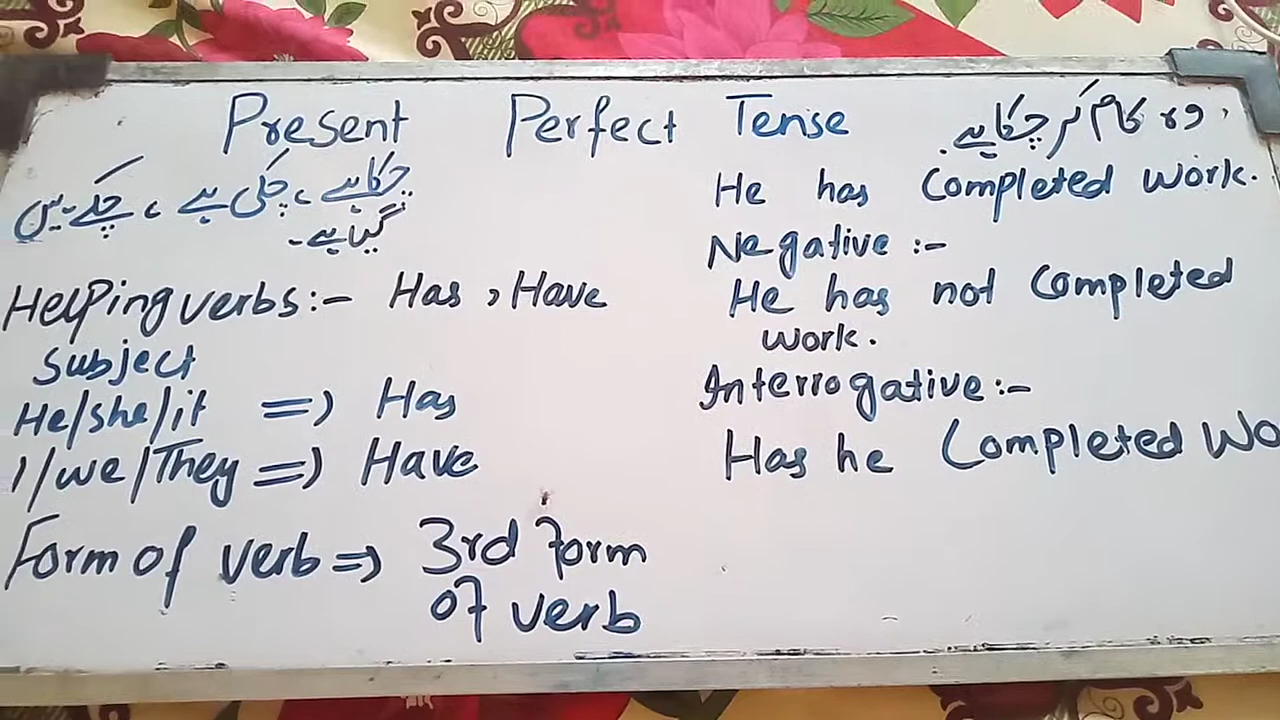 Present Perfect Tense
چکا ہے ، چکی ہے ، چکے ہیں
گیا ہے۔
Helping verbs:- Has, Have
Subject
He/she/it => Has
I/we/They => Have
Form of verb => 3rd form
of verb
وہ کام کر چکا ہے۔
He has completed work.
Negative :-
He has not completed
work.
Interrogative :-
Has he completed Wo